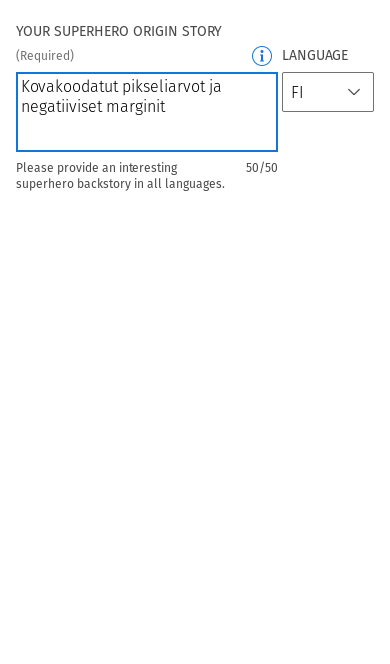 YOUR SUPERHERO ORIGIN STORY
(Required)
LANGUAGE
Kovakoodatut pikseliarvot ja
negatiiviset marginit
FI
Please provide an interesting
superhero backstory in all languages.
50/50